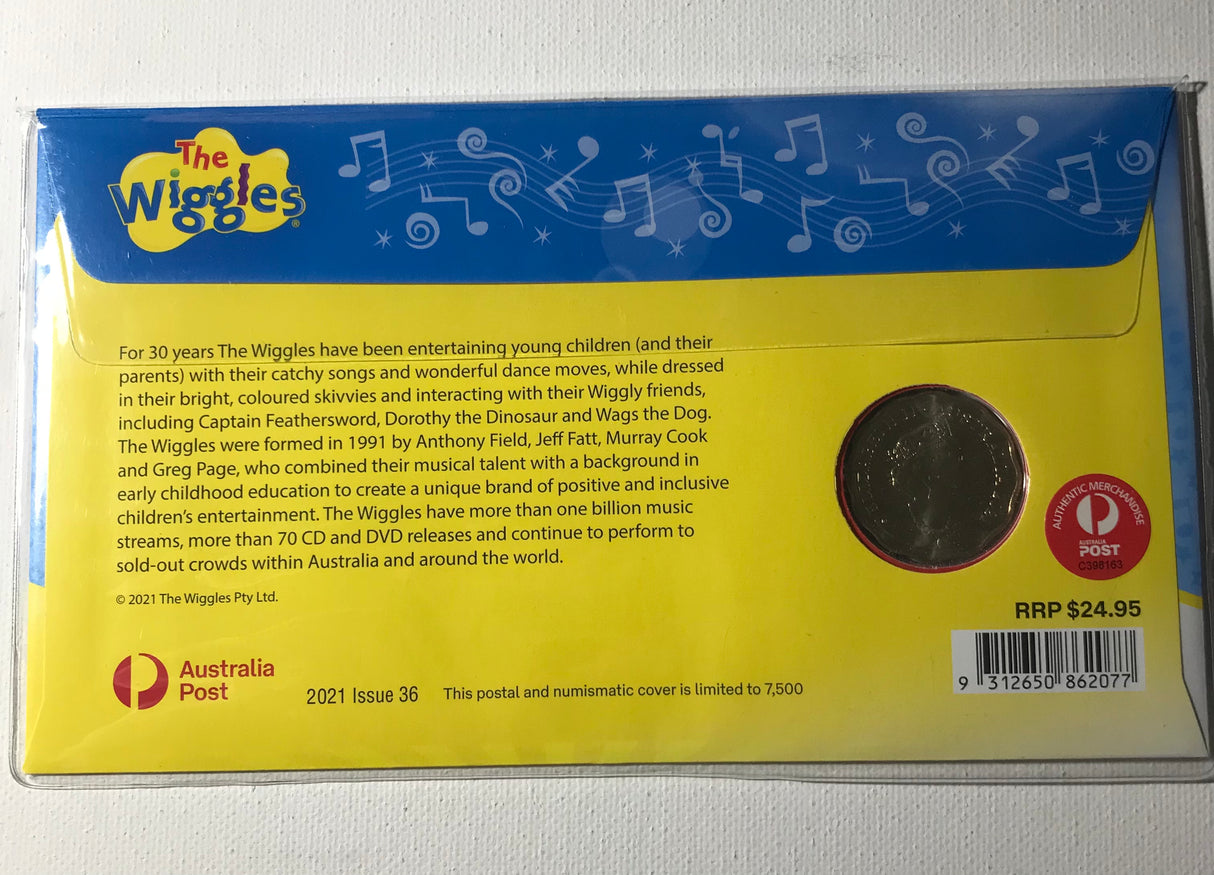 The
Wiggles®
For 30 years The Wiggles have been entertaining young children (and their
parents) with their catchy songs and wonderful dance moves, while dressed
in their bright, coloured skivvies and interacting with their Wiggly friends,
including Captain Feathersword, Dorothy the Dinosaur and Wags the Dog.
The Wiggles were formed in 1991 by Anthony Field, Jeff Fatt, Murray Cook
and Greg Page, who combined their musical talent with a background in
early childhood education to create a unique brand of positive and inclusive
children's entertainment. The Wiggles have more than one billion music
streams, more than 70 CD and DVD releases and continue to perform to
sold-out crowds within Australia and around the world.
© 2021 The Wiggles Pty Ltd.
Australia
Post
2021 Issue 36
This postal and numismatic cover is limited to 7,500
AUTHENTIC MERCHANDISE
AUSTRALIA
POST
C398163
RRP $24.95
9 312650 862077